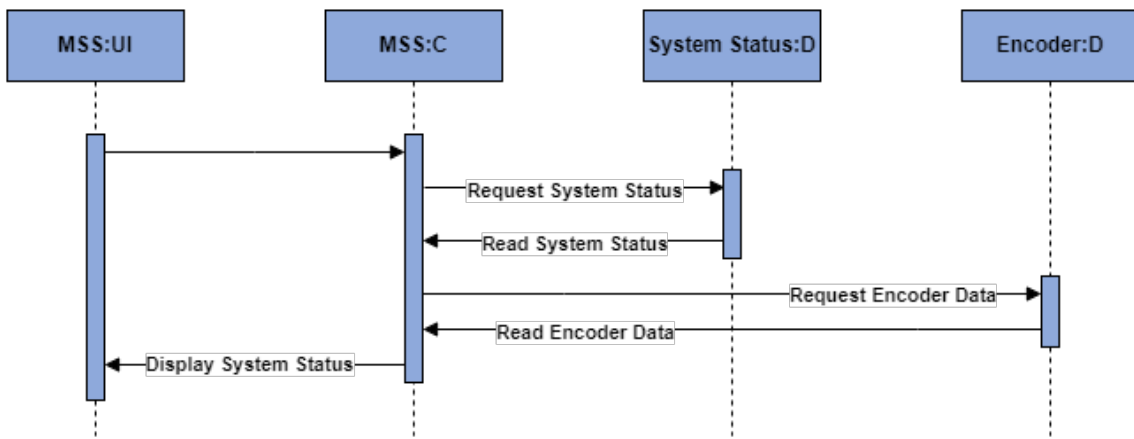 MSS:UI
MSS:C
System Status:D
Encoder:D
Request System Status
Read System Status
Request Encoder Data
Read Encoder Data
Display System Status